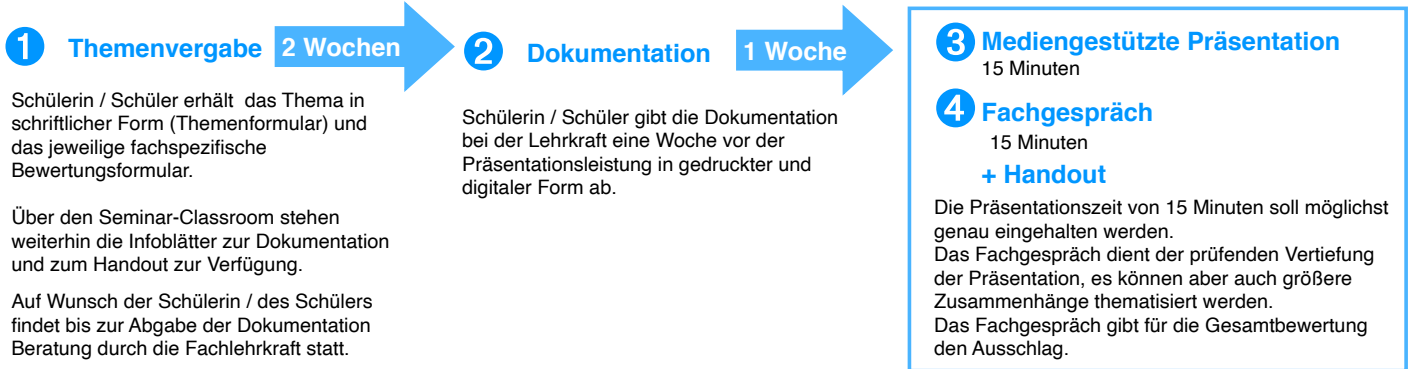 1 Themenvergabe 2 Wochen
Schülerin / Schüler erhält das Thema in
schriftlicher Form (Themenformular) und
das jeweilige fachspezifische
Bewertungsformular.
Über den Seminar-Classroom stehen
weiterhin die Infoblätter zur Dokumentation
und zum Handout zur Verfügung.
Auf Wunsch der Schülerin / des Schülers
findet bis zur Abgabe der Dokumentation
Beratung durch die Fachlehrkraft statt.
2 Dokumentation 1 Woche
Schülerin / Schüler gibt die Dokumentation
bei der Lehrkraft eine Woche vor der
Präsentationsleistung in gedruckter und
digitaler Form ab.
3 Mediengestützte Präsentation
15 Minuten
4 Fachgespräch
15 Minuten
+ Handout
Die Präsentationszeit von 15 Minuten soll möglichst
genau eingehalten werden.
Das Fachgespräch dient der prüfenden Vertiefung
der Präsentation, es können aber auch größere
Zusammenhänge thematisiert werden.
Das Fachgespräch gibt für die Gesamtbewertung
den Ausschlag.